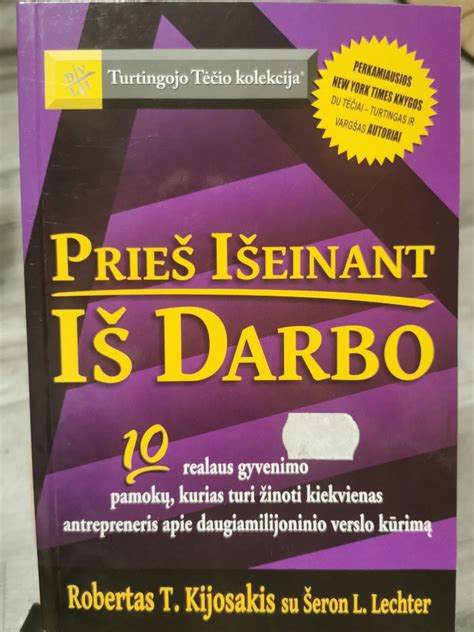 Turtingojo Tėčio kolekcija®
PERKAMIAUSIOS
NEW YORK TIMES KNYGOS
DU TĖČIAI – TURTINGAS IR
VARGŠAS AUTORIAI
PRIEŠ IŠEINANT
IŠ DARBO
10 realaus gyvenimo
pamokų, kurias turi žinoti kiekvienas
antrepreneris apie daugiamilijoninio verslo kūrimą
Robertas T. Kijosakis su Šeron L. Lechter